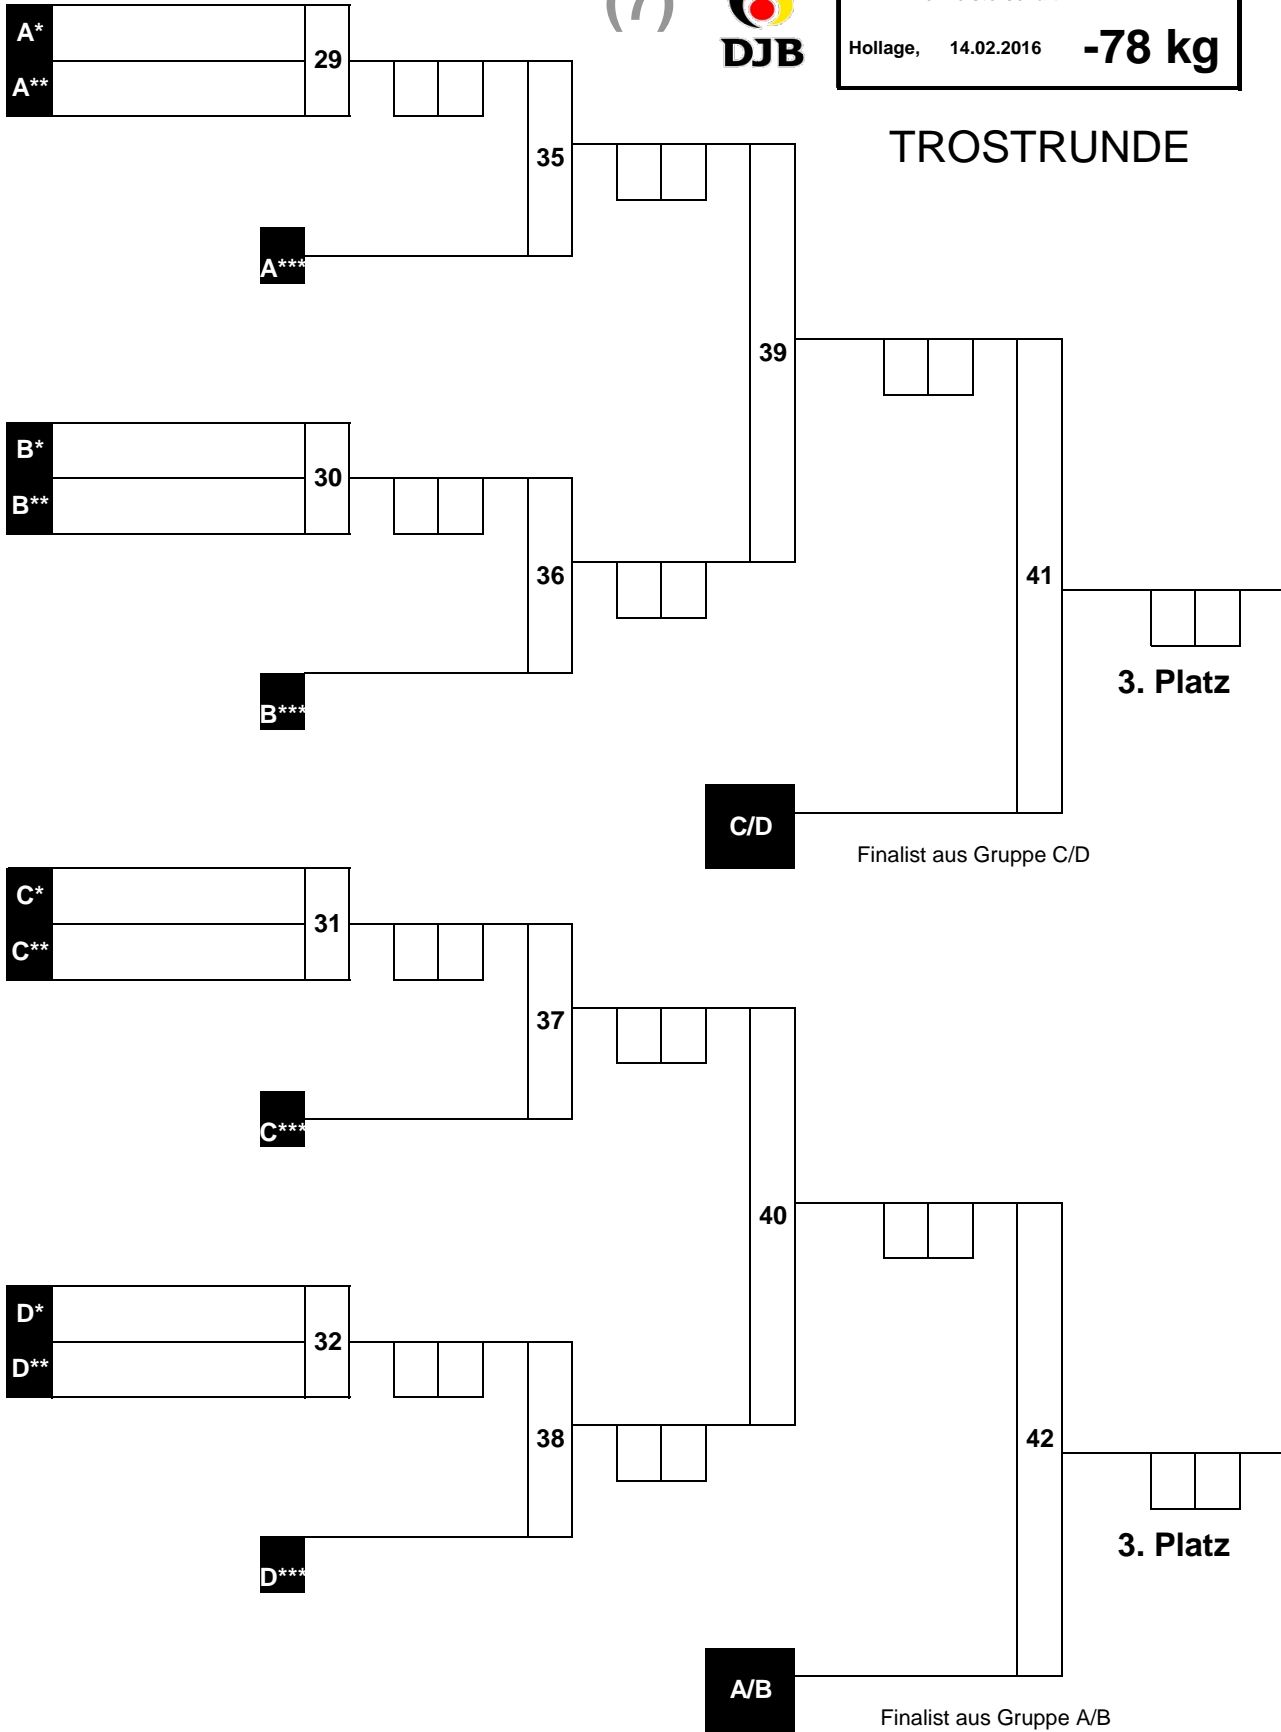 (7)
DJB
Hollage, 14.02.2016 -78 kg
TROSTRUNDE
A*
29
A**
35
A***
39
B*
30
B**
36
41
B***
3. Platz
C/D
Finalist aus Gruppe C/D
C*
31
C**
37
C***
40
D*
32
D**
38
42
D***
3. Platz
A/B
Finalist aus Gruppe A/B